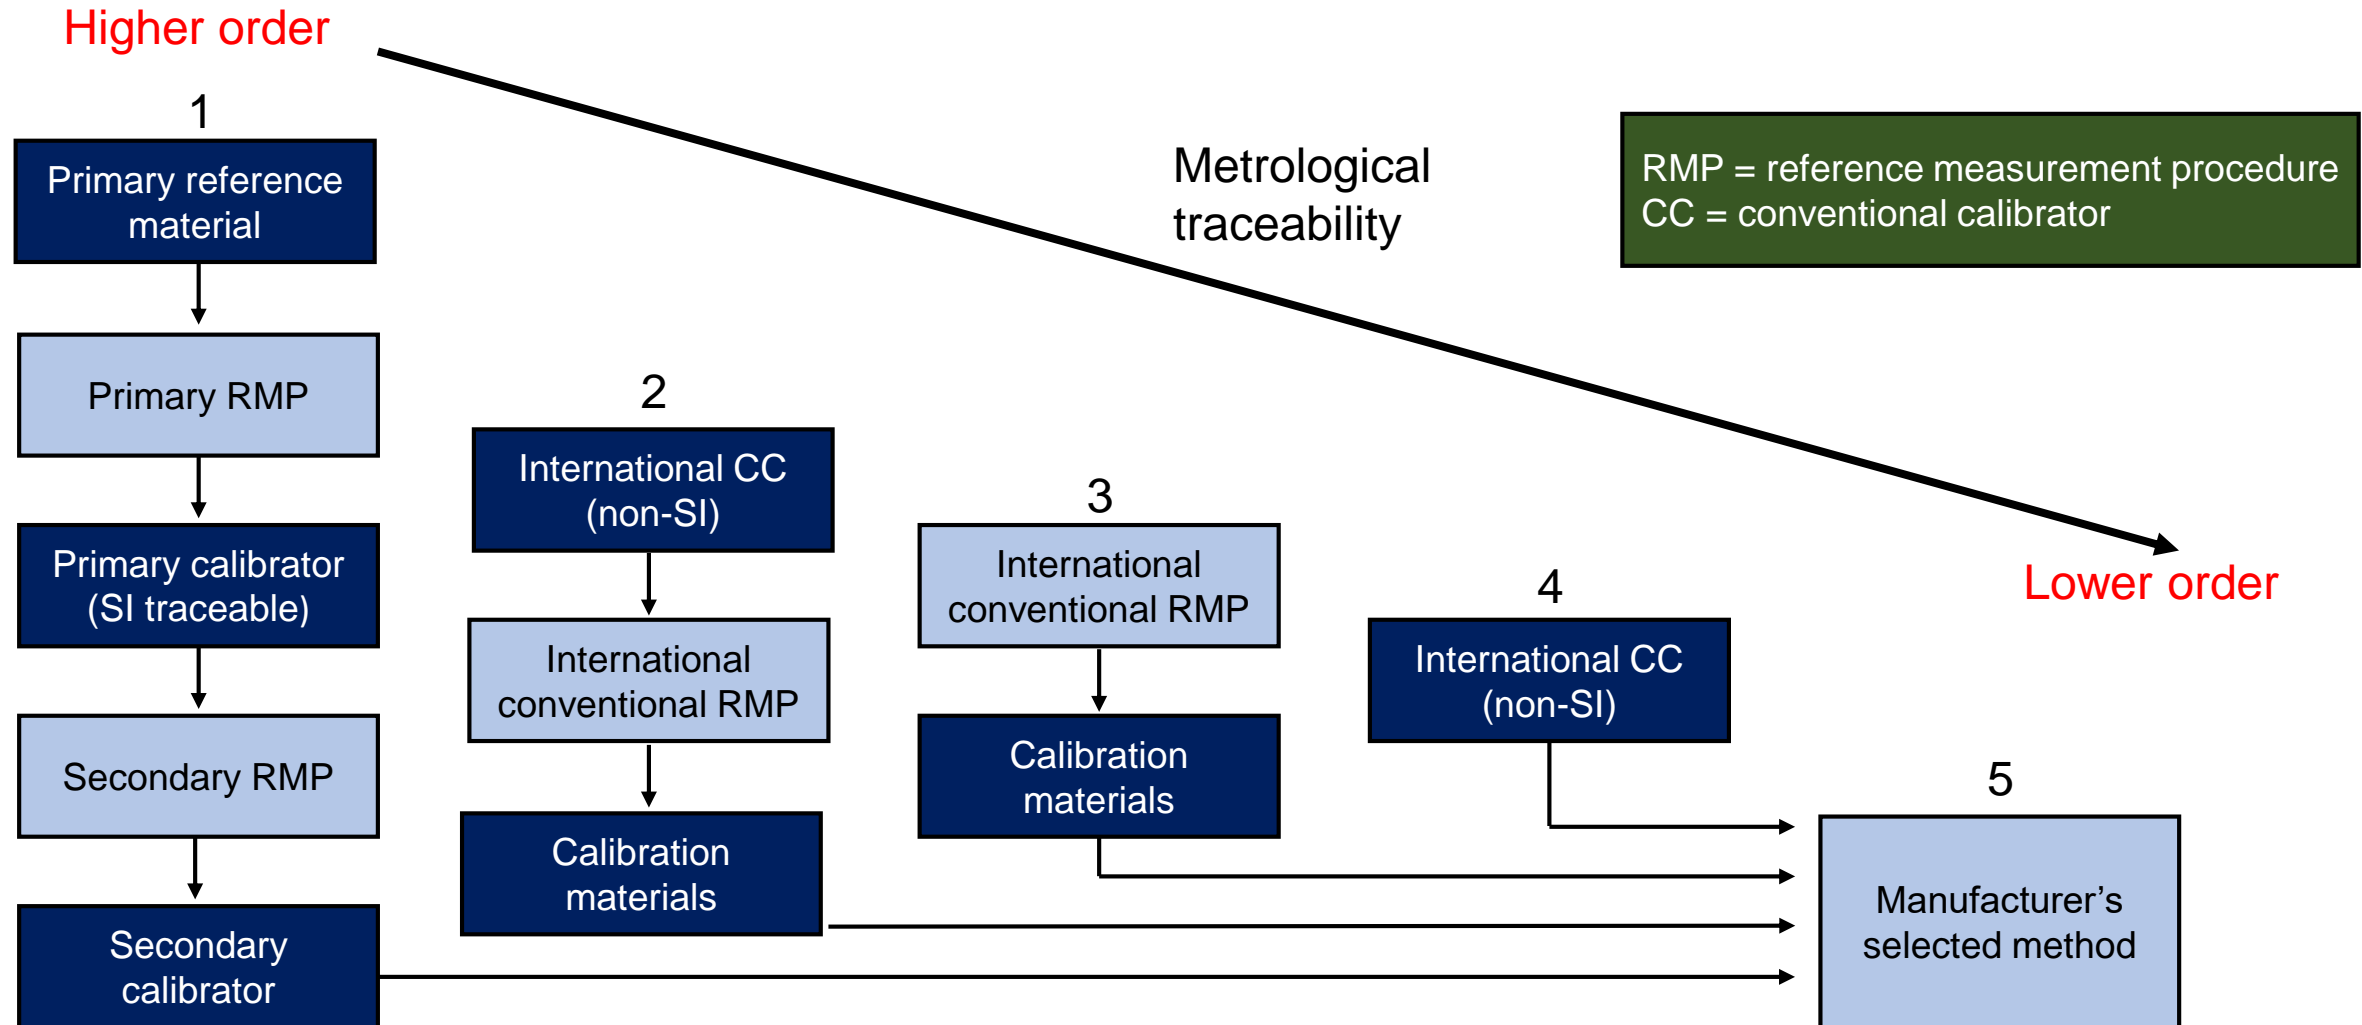 Higher order
1
Primary reference
material
Primary RMP
Primary calibrator
(SI traceable)
Secondary RMP
Secondary
calibrator
2
International CC
(non-SI)
International
conventional RMP
Calibration
materials
3
International
conventional RMP
Calibration
materials
4
International CC
(non-SI)
5
Manufacturer’s
selected method
Metrological
traceability
RMP = reference measurement procedure
CC = conventional calibrator
Lower order